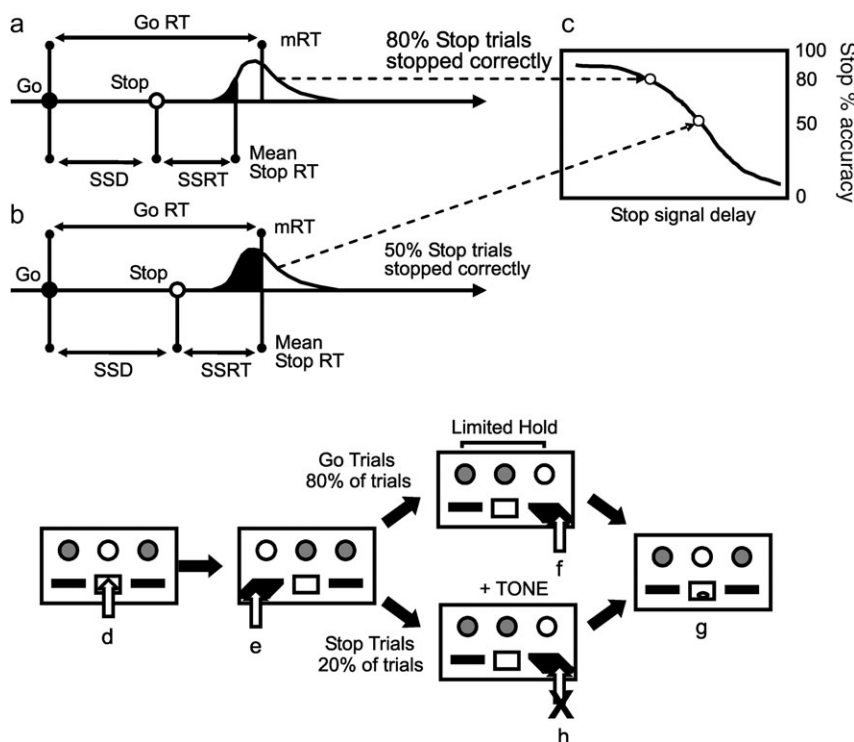 a
Go RT
mRT
Go
Stop
SSD
SSRT
Mean
Stop RT
80% Stop trials
stopped correctly
c
100
80
50
0
Stop % accuracy
Stop signal delay
b
Go RT
mRT
Go
Stop
SSD
SSRT
Mean
Stop RT
50% Stop trials
stopped correctly
Limited Hold
Go Trials
80% of trials
f
d
e
+ TONE
Stop Trials
20% of trials
X
h
g